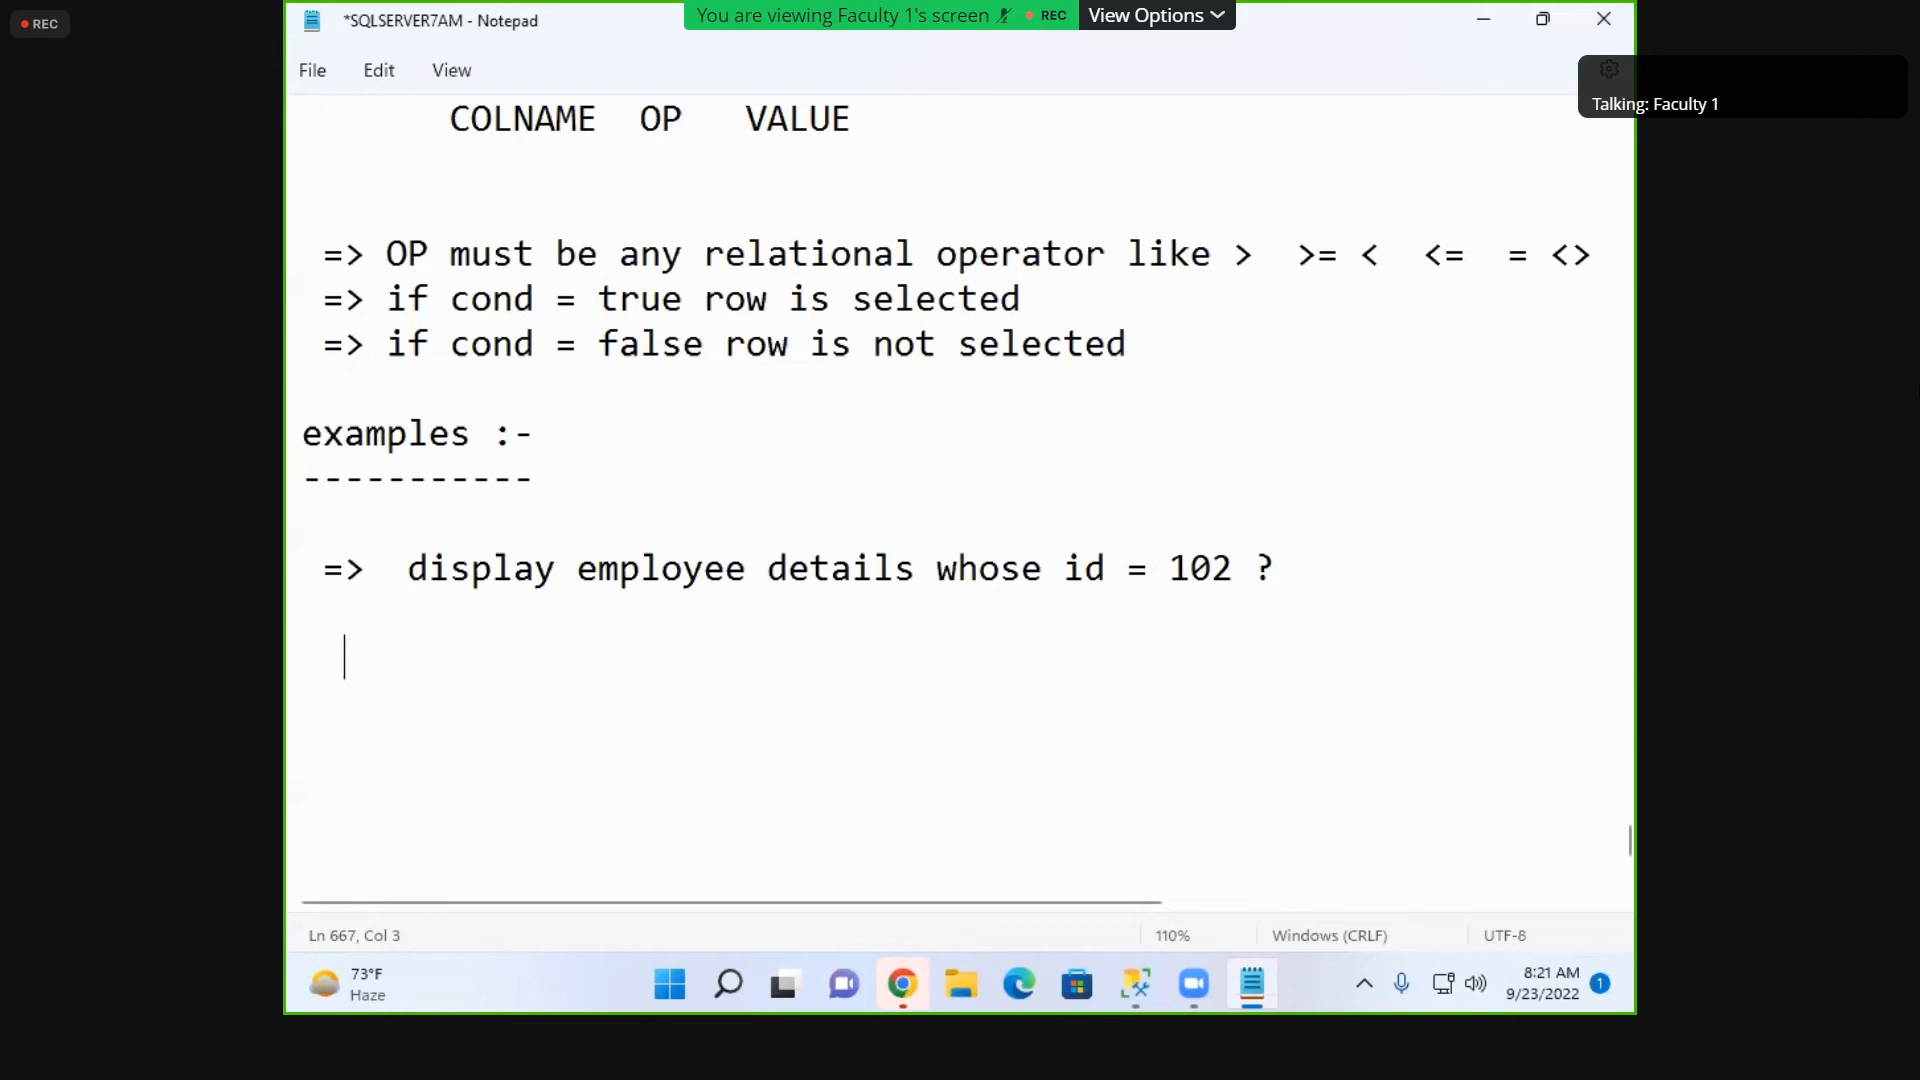 REC
*SQLSERVER7AM - Notepad
You are viewing Faculty 1's screen
REC
View Options
File Edit View
Talking: Faculty 1
COLNAME OP VALUE
=> OP must be any relational operator like > >= < <= = <>
=> if cond = true row is selected
=> if cond = false row is not selected
examples :-
-----------
=> display employee details whose id = 102 ?
Ln 667, Col 3
110%
Windows (CRLF)
UTF-8
73°F
Haze
8:21 AM
9/23/2022
1